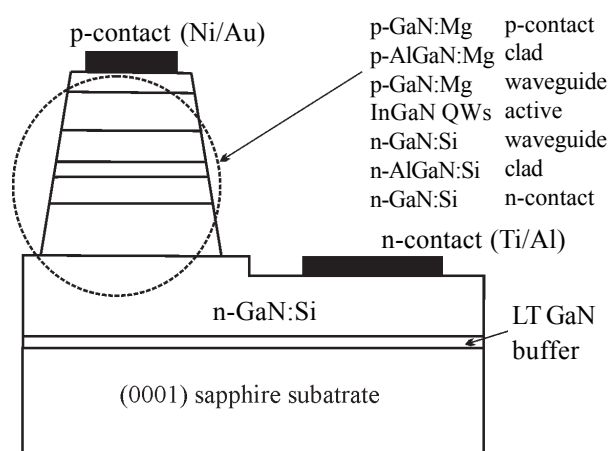 p-contact (Ni/Au)
p-GaN:Mg p-contact
p-AlGaN:Mg clad
p-GaN:Mg waveguide
InGaN QWs active
n-GaN:Si waveguide
n-AlGaN:Si clad
n-GaN:Si n-contact
n-contact (Ti/Al)
n-GaN:Si
LT GaN
buffer
(0001) sapphire subatrate